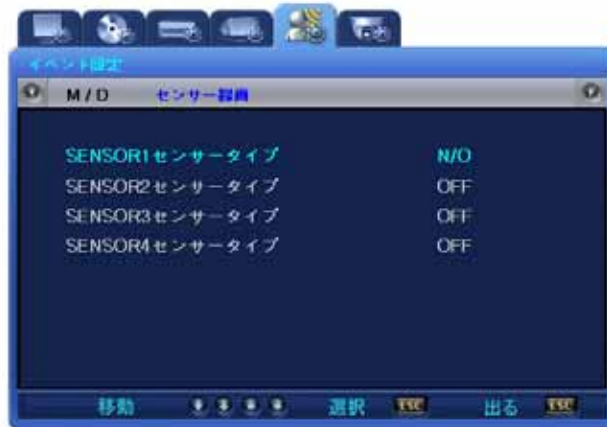 イベント設定
M/D センサー録画
SENSOR1センサータイプ N/O
SENSOR2センサータイプ OFF
SENSOR3センサータイプ OFF
SENSOR4センサータイプ OFF
移動 選択 ESC 出る ESC